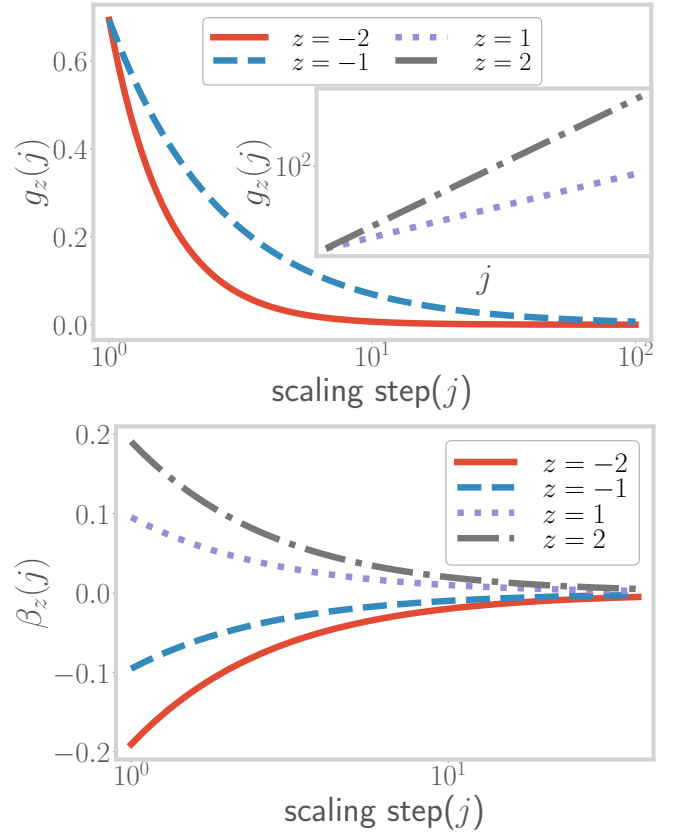 z = −2
z = −1
z = 1
z = 2
g_z(j)
0.6
0.4
0.2
0.0
g_z(j)
10^2
j
10^0
10^1
10^2
scaling step(j)
z = −2
z = −1
z = 1
z = 2
β_z(j)
0.2
0.1
0.0
−0.1
−0.2
10^0
10^1
scaling step(j)